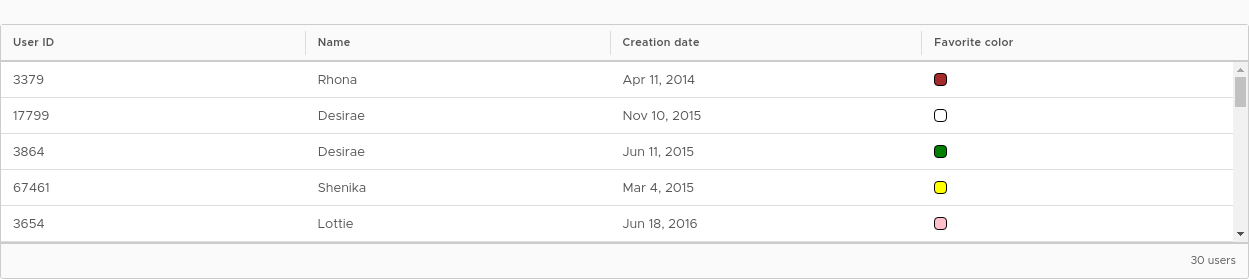 User ID Name Creation date Favorite color
3379 Rhona Apr 11, 2014
17799 Desirae Nov 10, 2015
3864 Desirae Jun 11, 2015
67461 Shenika Mar 4, 2015
3654 Lottie Jun 18, 2016
30 users